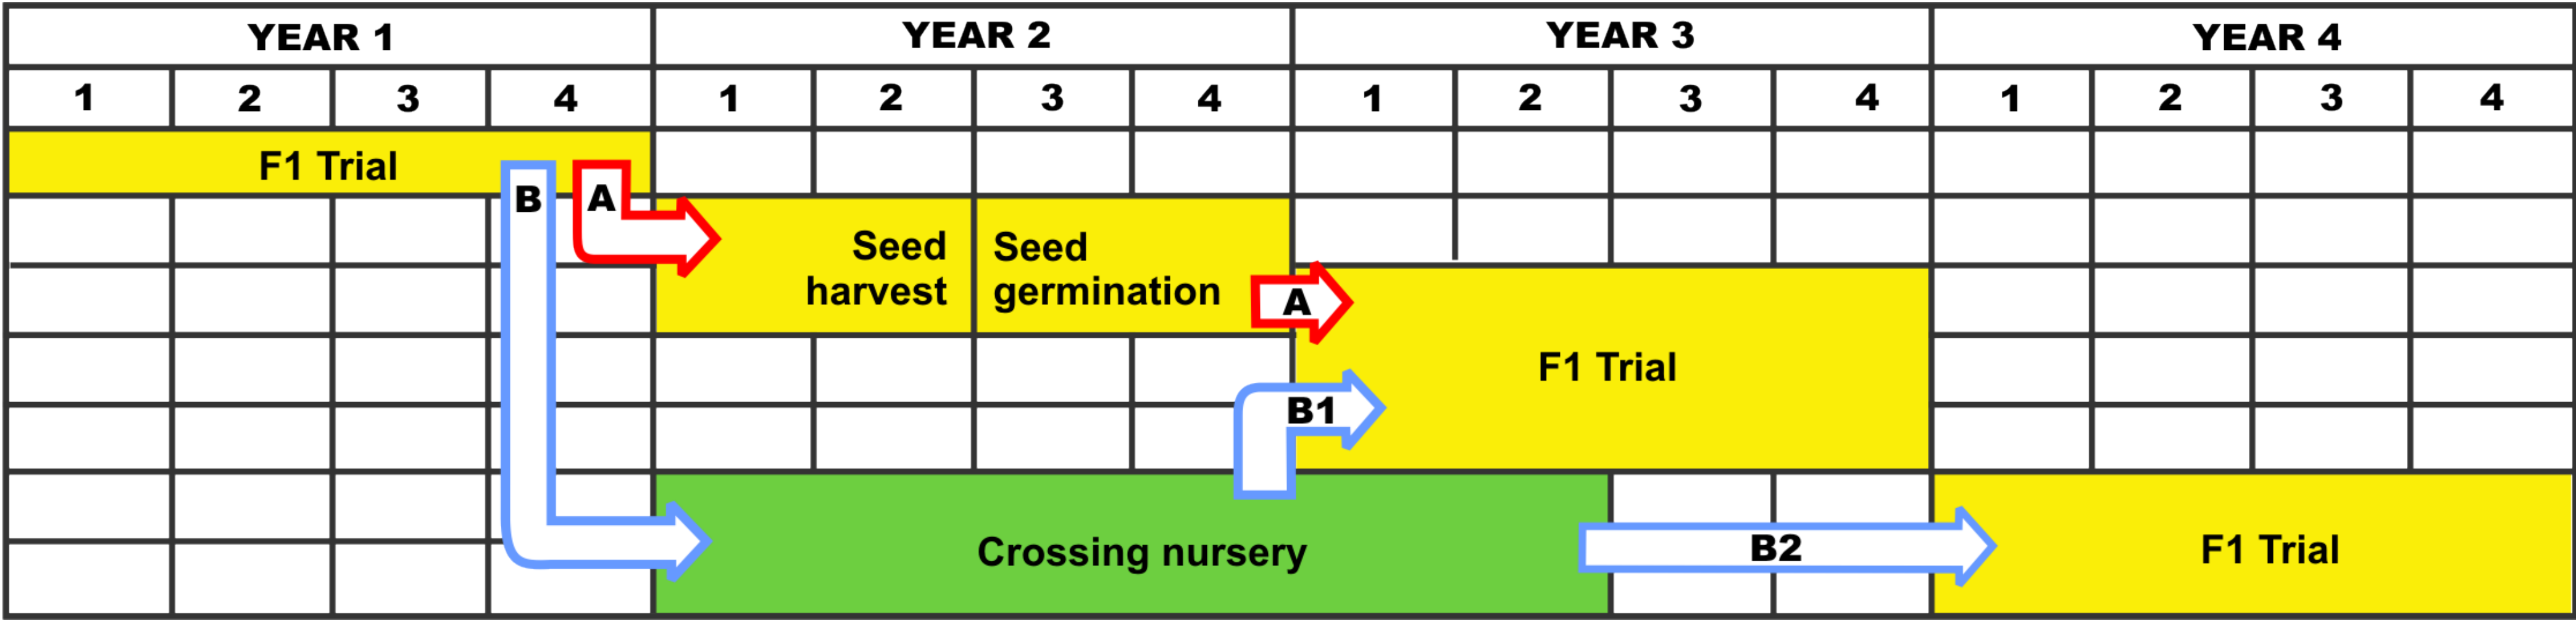 YEAR 1 YEAR 2 YEAR 3 YEAR 4
1 2 3 4 1 2 3 4 1 2 3 4 1 2 3 4
F1 Trial
B A
Seed
harvest
Seed
germination
A
F1 Trial
B1
Crossing nursery
B2
F1 Trial